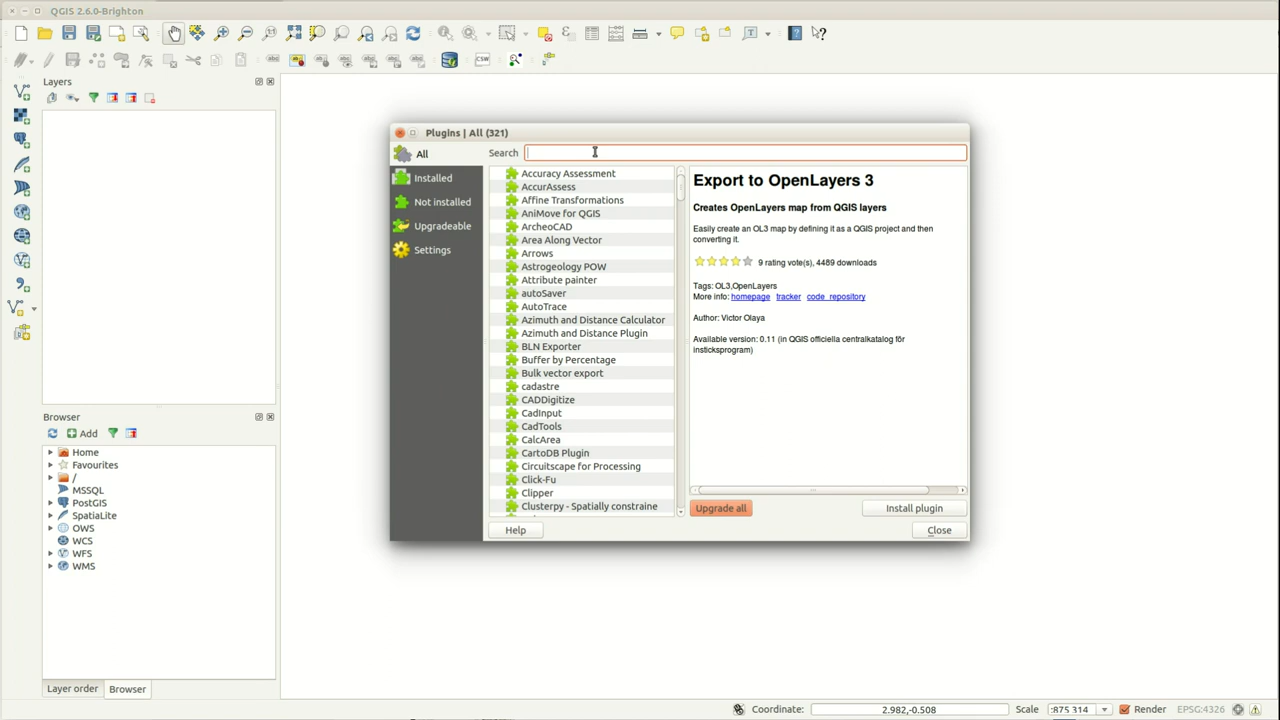 QGIS 2.6.0-Brighton
Layers
Plugins | All (321)
All
Installed
Not installed
Upgradeable
Settings
Search
Accuracy Assessment
AccurAssess
Affine Transformations
AniMove for QGIS
ArcheoCAD
Area Along Vector
Arrows
Astrogeology POW
Attribute painter
autoSaver
AutoTrace
Azimuth and Distance Calculator
Azimuth and Distance Plugin
BLN Exporter
Buffer by Percentage
Bulk vector export
cadastre
CADDigitize
CadInput
CadTools
CalcArea
CartoDB Plugin
Circuitscape for Processing
Click-Fu
Clipper
Clusterpy - Spatially constraine
Export to OpenLayers 3
Creates OpenLayers map from QGIS layers
Easily create an OL3 map by defining it as a QGIS project and then
converting it.
9 rating vote(s), 4489 downloads
Tags: OL3,OpenLayers
More info: homepage tracker code_repository
Author: Victor Olaya
Available version: 0.11 (in QGIS officiella centralkatalog för
insticksprogram)
Upgrade all
Install plugin
Help
Close
Browser
Add
Home
Favourites
/
MSSQL
PostGIS
SpatiaLite
OWS
WCS
WFS
WMS
Layer order
Browser
Coordinate:
2.982,-0.508
Scale
:875 314
Render
EPSG:4326